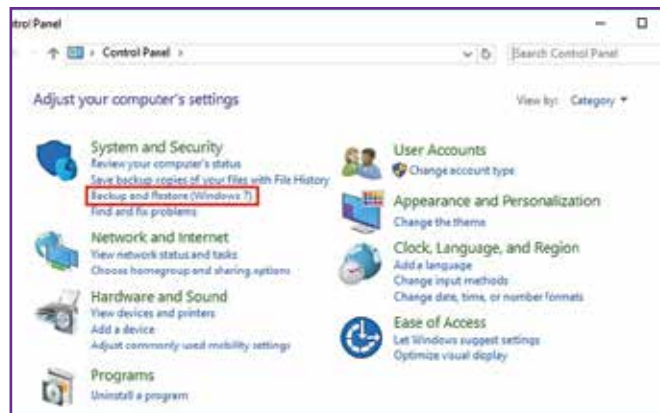 trol Panel
Control Panel
Search Control Panel
Adjust your computer's settings
View by: Category
System and Security
Review your computer's status
Save backup copies of your files with File History
Backup and Restore (Windows 7)
Find and fix problems
Network and Internet
View network status and tasks
Choose homegroup and sharing options
Hardware and Sound
View devices and printers
Add a device
Adjust commonly used mobility settings
Programs
Uninstall a program
User Accounts
Change account type
Appearance and Personalization
Change the theme
Clock, Language, and Region
Add a language
Change input methods
Change date, time, or number formats
Ease of Access
Let Windows suggest settings
Optimize visual display